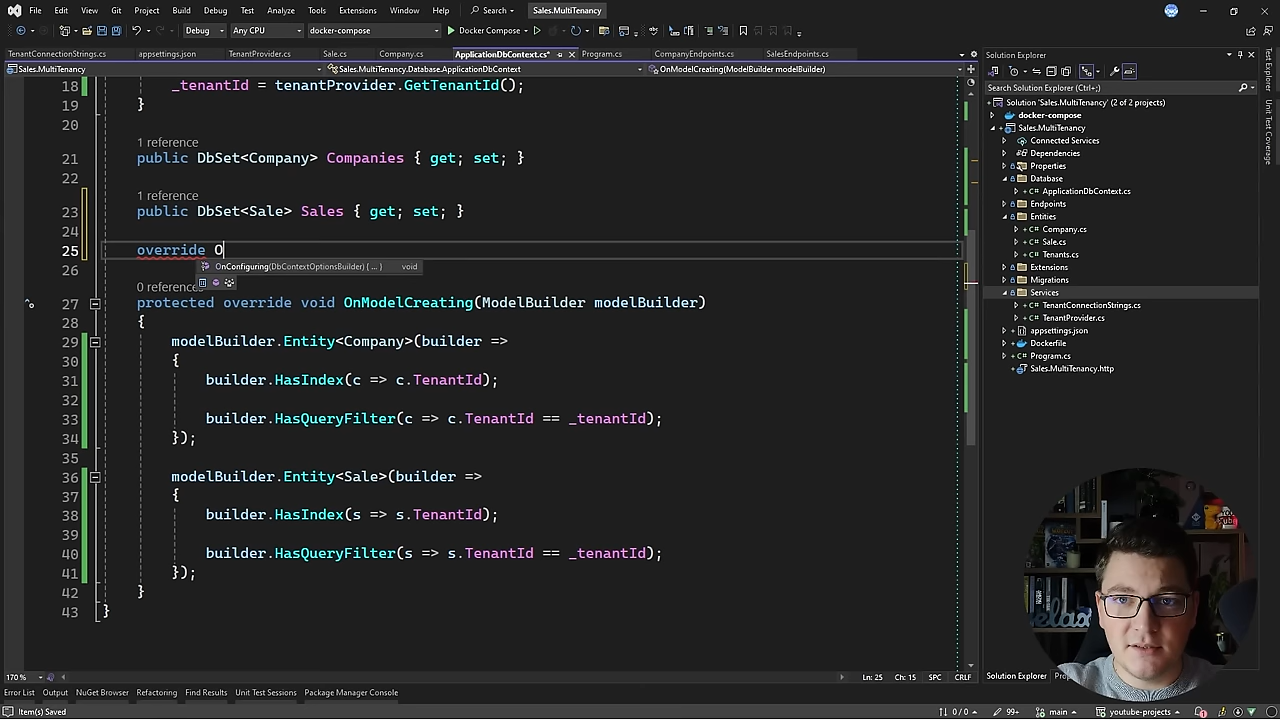 File Edit View Git Project Build Debug Test Analyze Tools Extensions Window Help Search Sales.MultiTenancy
Debug Any CPU docker-compose Docker Compose
TenantConnectionStrings.cs appsettings.json TenantProvider.cs Sale.cs Company.cs ApplicationDbContext.cs* Program.cs CompanyEndpoints.cs SalesEndpoints.cs
Sales.MultiTenancy Sales.MultiTenancy.Database.ApplicationDbContext OnModelCreating(ModelBuilder modelBuilder)
18 _tenantId = tenantProvider.GetTenantId();
19 }
20
1 reference
21 public DbSet<Company> Companies { get; set; }
22
1 reference
23 public DbSet<Sale> Sales { get; set; }
24
25 override O
OnConfiguring(DbContextOptionsBuilder) { ... } void
26
0 references
27 protected override void OnModelCreating(ModelBuilder modelBuilder)
28 {
29 modelBuilder.Entity<Company>(builder =>
30 {
31 builder.HasIndex(c => c.TenantId);
32
33 builder.HasQueryFilter(c => c.TenantId == _tenantId);
34 });
35
36 modelBuilder.Entity<Sale>(builder =>
37 {
38 builder.HasIndex(s => s.TenantId);
39
40 builder.HasQueryFilter(s => s.TenantId == _tenantId);
41 });
42 }
43 }
170 % Ln: 25 Ch: 15 SPC CRLF
Error List Output NuGet Browser Refactoring Find Results Unit Test Sessions Package Manager Console
Item(s) Saved 0 / 0 99+ main youtube-projects
Solution Explorer
Search Solution Explorer (Ctrl+;)
Solution 'Sales.MultiTenancy' (2 of 2 projects)
docker-compose
Sales.MultiTenancy
Connected Services
Dependencies
Properties
Database
ApplicationDbContext.cs
Endpoints
Entities
Company.cs
Sale.cs
Tenants.cs
Extensions
Migrations
Services
TenantConnectionStrings.cs
TenantProvider.cs
appsettings.json
Dockerfile
Program.cs
Sales.MultiTenancy.http
Solution Explorer
Test Explorer
Unit Test Coverage